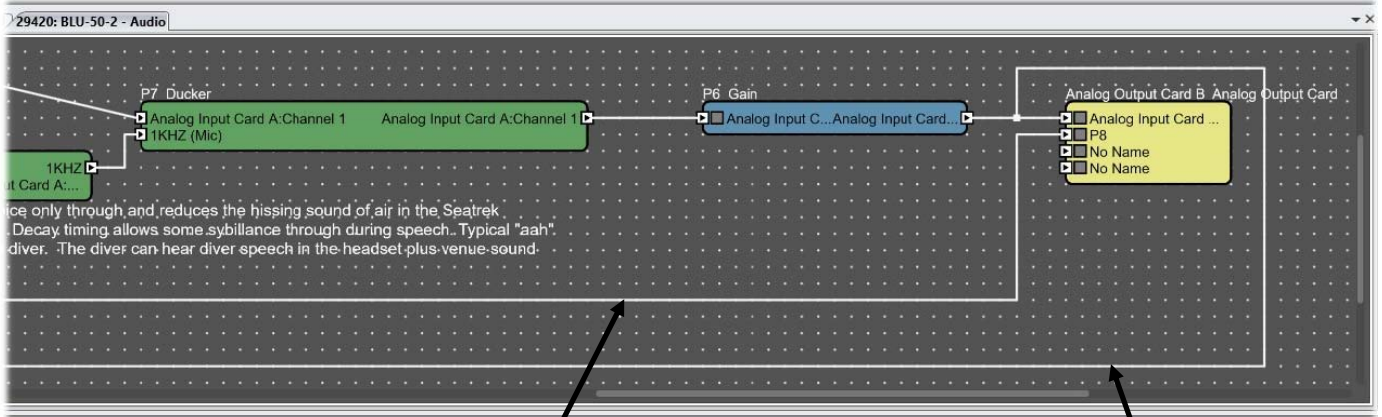 29420: BLU-50-2 - Audio
P7 Ducker
Analog Input Card A:Channel 1 Analog Input Card A:Channel 1
1KHZ (Mic)
P6 Gain
Analog Input C...Analog Input Card...
Analog Output Card B Analog Output Card
Analog Input Card ...
P8
No Name
No Name
1KHZ
Card A:...
only through and reduces the hissing sound of air in the Seatrek
Decay timing allows some sybillance through during speech. Typical "aah".
diver. The diver can hear diver speech in the headset plus venue sound